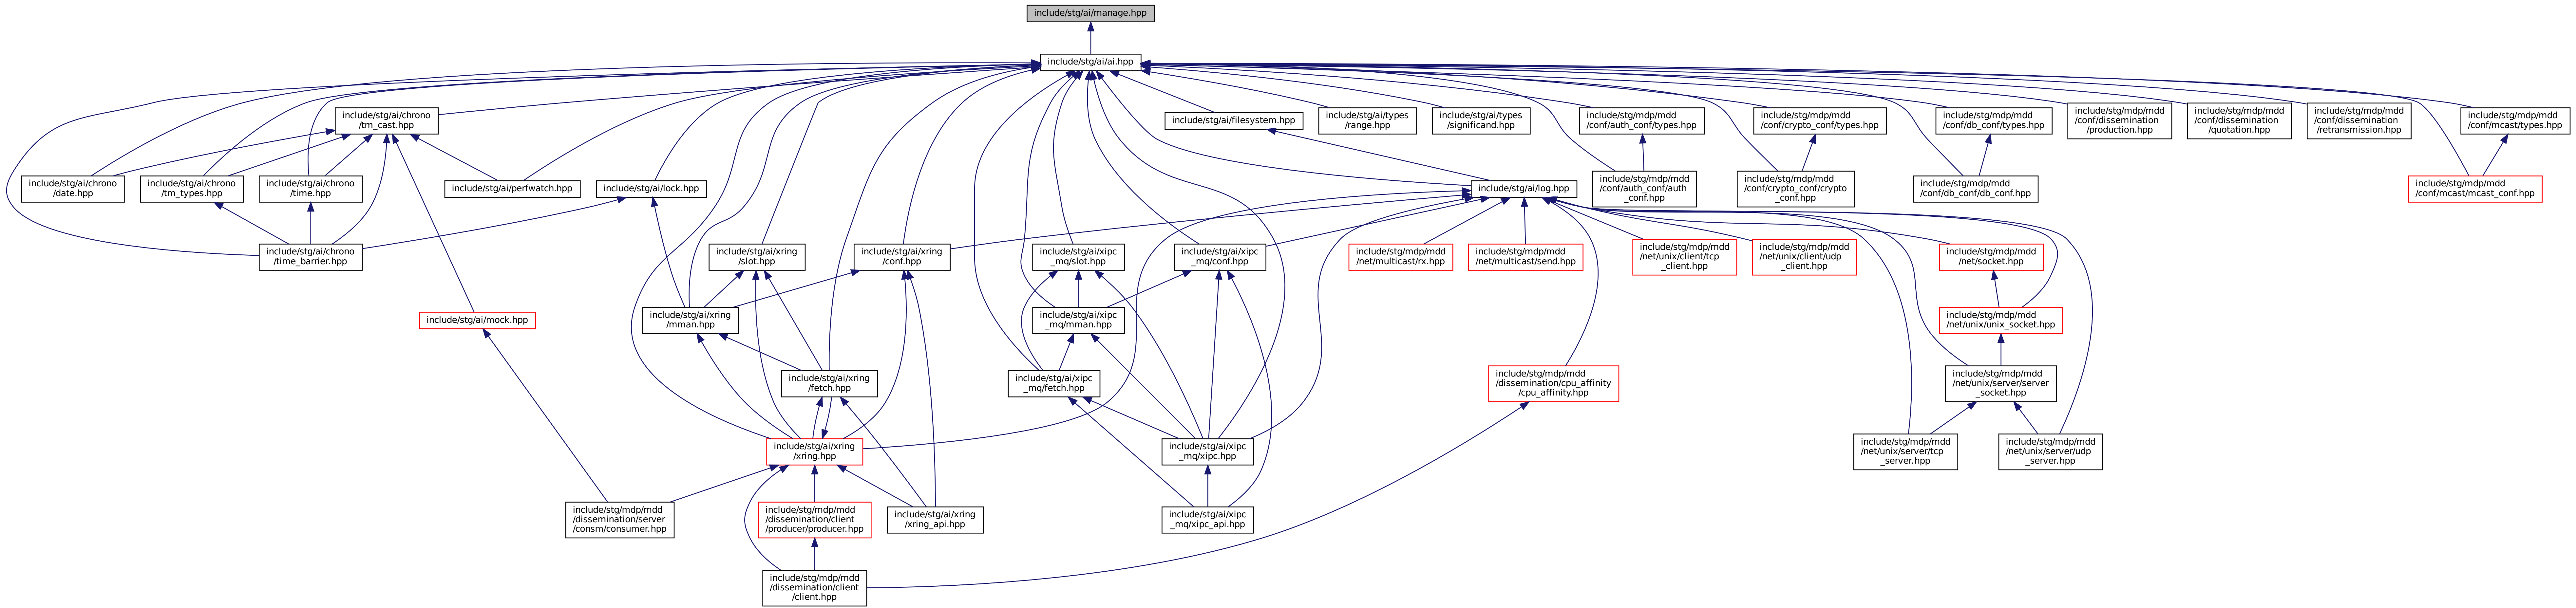 include/stg/ai/manage.hpp
include/stg/ai/ai.hpp
include/stg/ai/chrono
/tm_cast.hpp
include/stg/ai/filesystem.hpp
include/stg/ai/types
/range.hpp
include/stg/ai/types
/significand.hpp
include/stg/mdp/mdd
/conf/auth_conf/types.hpp
include/stg/mdp/mdd
/conf/crypto_conf/types.hpp
include/stg/mdp/mdd
/conf/db_conf/types.hpp
include/stg/mdp/mdd
/conf/dissemination
/production.hpp
include/stg/mdp/mdd
/conf/dissemination
/quotation.hpp
include/stg/mdp/mdd
/conf/dissemination
/retransmission.hpp
include/stg/mdp/mdd
/conf/mcast/types.hpp
include/stg/ai/chrono
/date.hpp
include/stg/ai/chrono
/tm_types.hpp
include/stg/ai/chrono
/time.hpp
include/stg/ai/perfwatch.hpp
include/stg/ai/lock.hpp
include/stg/ai/log.hpp
include/stg/mdp/mdd
/conf/auth_conf/auth
_conf.hpp
include/stg/mdp/mdd
/conf/crypto_conf/crypto
_conf.hpp
include/stg/mdp/mdd
/conf/db_conf/db_conf.hpp
include/stg/mdp/mdd
/conf/mcast/mcast_conf.hpp
include/stg/ai/chrono
/time_barrier.hpp
include/stg/ai/xring
/slot.hpp
include/stg/ai/xring
/conf.hpp
include/stg/ai/xipc
_mq/slot.hpp
include/stg/ai/xipc
_mq/conf.hpp
include/stg/mdp/mdd
/net/multicast/rx.hpp
include/stg/mdp/mdd
/net/multicast/send.hpp
include/stg/mdp/mdd
/net/unix/client/tcp
_client.hpp
include/stg/mdp/mdd
/net/unix/client/udp
_client.hpp
include/stg/mdp/mdd
/net/socket.hpp
include/stg/ai/mock.hpp
include/stg/ai/xring
/mman.hpp
include/stg/ai/xipc
_mq/mman.hpp
include/stg/mdp/mdd
/net/unix/unix_socket.hpp
include/stg/ai/xring
/fetch.hpp
include/stg/ai/xipc
_mq/fetch.hpp
include/stg/mdp/mdd
/dissemination/cpu_affinity
/cpu_affinity.hpp
include/stg/mdp/mdd
/net/unix/server/server
_socket.hpp
include/stg/ai/xring
/xring.hpp
include/stg/ai/xipc
_mq/xipc.hpp
include/stg/mdp/mdd
/net/unix/server/tcp
_server.hpp
include/stg/mdp/mdd
/net/unix/server/udp
_server.hpp
include/stg/mdp/mdd
/dissemination/server
/consm/consumer.hpp
include/stg/mdp/mdd
/dissemination/client
/producer/producer.hpp
include/stg/ai/xring
/xring_api.hpp
include/stg/ai/xipc
_mq/xipc_api.hpp
include/stg/mdp/mdd
/dissemination/client
/client.hpp